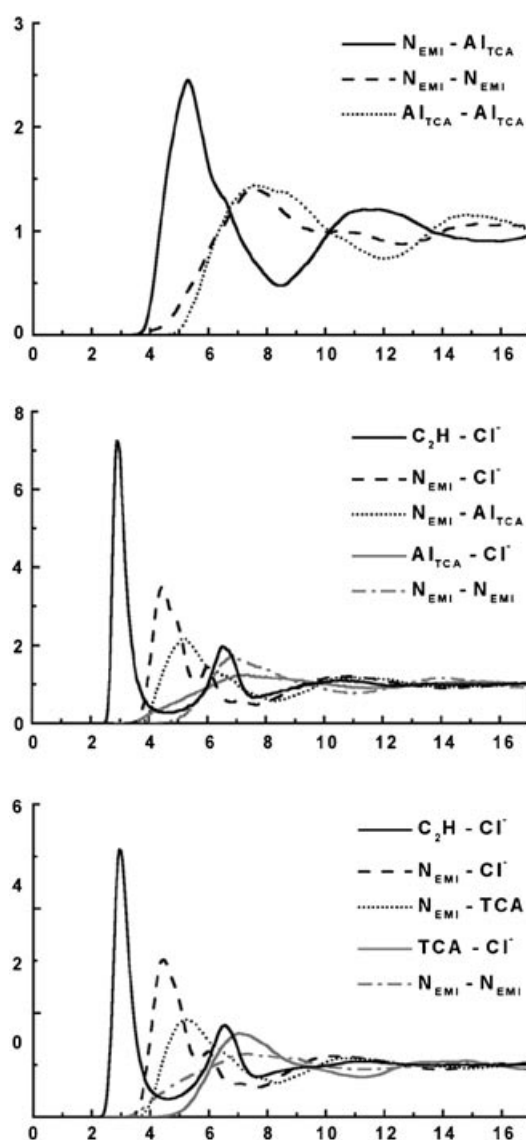 3
N_EMI - Al_TCA
N_EMI - N_EMI
Al_TCA - Al_TCA
2
1
0
0 2 4 6 8 10 12 14 16
8
C₂H - Cl⁻
N_EMI - Cl⁻
6
N_EMI - Al_TCA
Al_TCA - Cl⁻
4
N_EMI - N_EMI
2
0
0 2 4 6 8 10 12 14 16
6
C₂H - Cl⁻
N_EMI - Cl⁻
4
N_EMI - TCA
TCA - Cl⁻
2
N_EMI - N_EMI
0
0 2 4 6 8 10 12 14 16